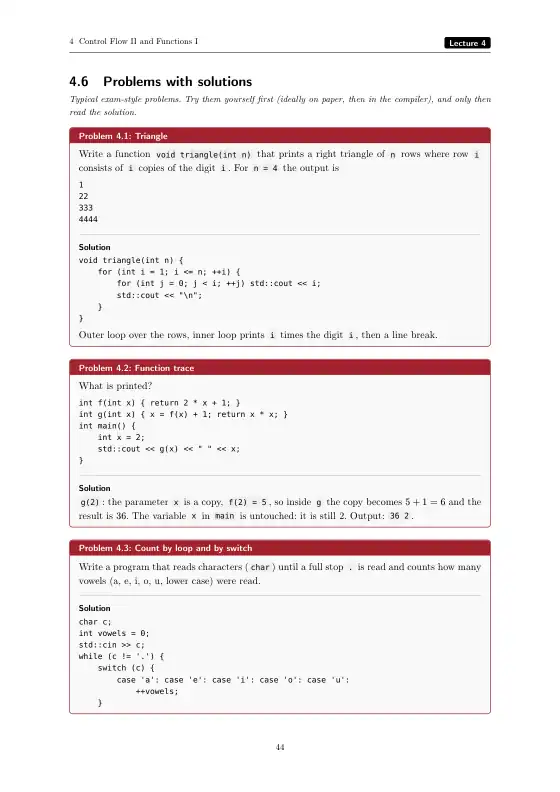 4 Control Flow II and Functions I
Lecture 4
4.6 Problems with solutions
Typical exam-style problems. Try them yourself first (ideally on paper, then in the compiler), and only then
read the solution.
Problem 4.1: Triangle
Write a function void triangle(int n) that prints a right triangle of n rows where row i
consists of i copies of the digit i. For n = 4 the output is
1
22
333
4444
Solution
void triangle(int n) {
    for (int i = 1; i <= n; ++i) {
        for (int j = 0; j < i; ++j) std::cout << i;
        std::cout << "\n";
    }
}
Outer loop over the rows, inner loop prints i times the digit i, then a line break.
Problem 4.2: Function trace
What is printed?
int f(int x) { return 2 * x + 1; }
int g(int x) { x = f(x) + 1; return x * x; }
int main() {
    int x = 2;
    std::cout << g(x) << " " << x;
}
Solution
g(2): the parameter x is a copy, f(2) = 5, so inside g the copy becomes 5 + 1 = 6 and the
result is 36. The variable x in main is untouched: it is still 2. Output: 36 2.
Problem 4.3: Count by loop and by switch
Write a program that reads characters (char) until a full stop . is read and counts how many
vowels (a, e, i, o, u, lower case) were read.
Solution
char c;
int vowels = 0;
std::cin >> c;
while (c != '.') {
    switch (c) {
        case 'a': case 'e': case 'i': case 'o': case 'u':
            ++vowels;
    }
44